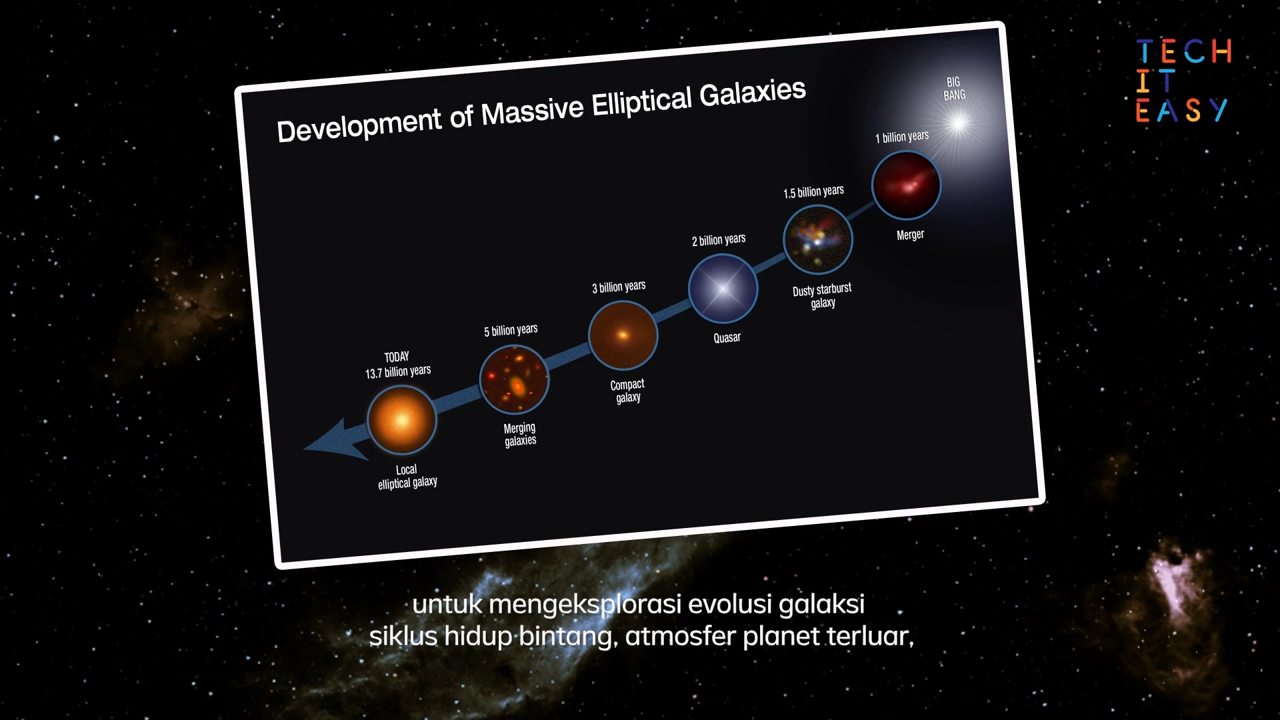 TECH
IT
EASY
Development of Massive Elliptical Galaxies
BIG
BANG
1 billion years
Merger
1.5 billion years
Dusty starburst
galaxy
2 billion years
Quasar
3 billion years
Compact
galaxy
5 billion years
Merging
galaxies
TODAY
13.7 billion years
Local
elliptical galaxy
untuk mengeksplorasi evolusi galaksi
siklus hidup bintang, atmosfer planet terluar,